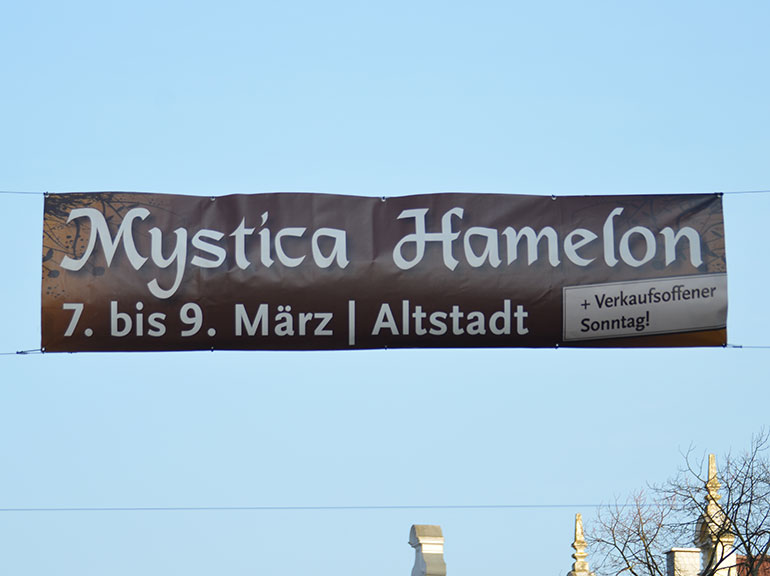 Mystica Hamelon
7. bis 9. März | Altstadt
+ Verkaufsoffener
Sonntag!